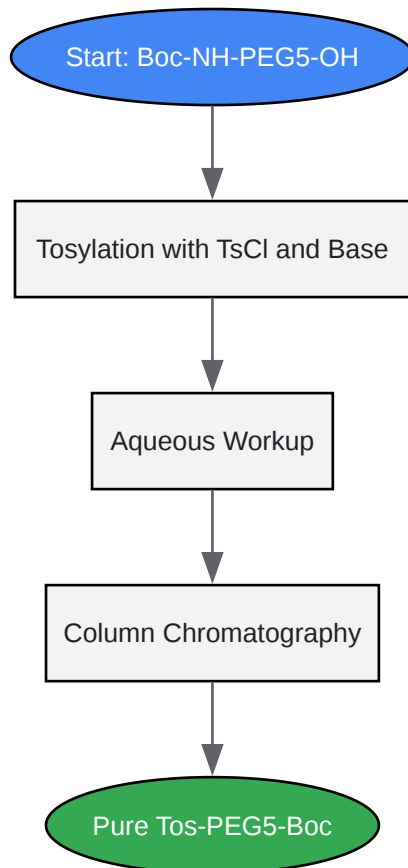 Start: Boc-NH-PEG5-OH
Tosylation with TsCl and Base
Aqueous Workup
Column Chromatography
Pure Tos-PEG5-Boc